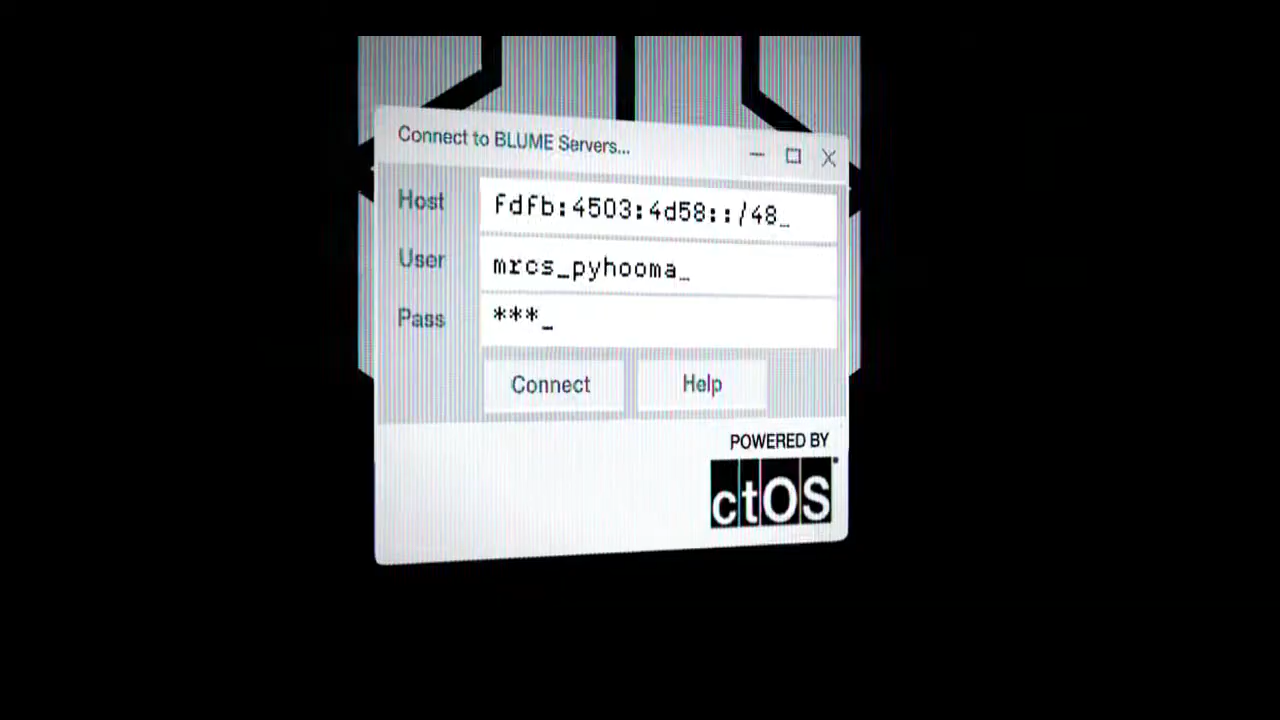 Connect to BLUME Servers...
Host fdfb:4503:4d58::/48_
User mrcs_pyhooma_
Pass ***_
Connect Help
POWERED BY
ctOS